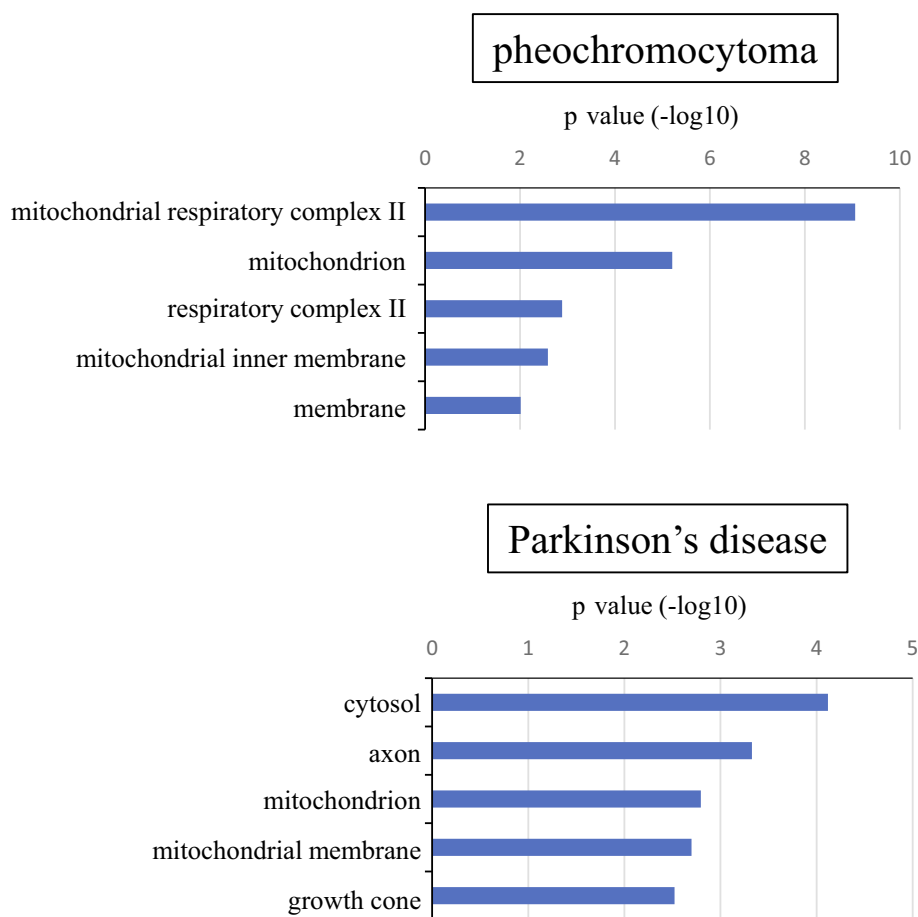 pheochromocytoma
p value (-log10)
0 2 4 6 8 10
mitochondrial respiratory complex II
mitochondrion
respiratory complex II
mitochondrial inner membrane
membrane
Parkinson’s disease
p value (-log10)
0 1 2 3 4 5
cytosol
axon
mitochondrion
mitochondrial membrane
growth cone